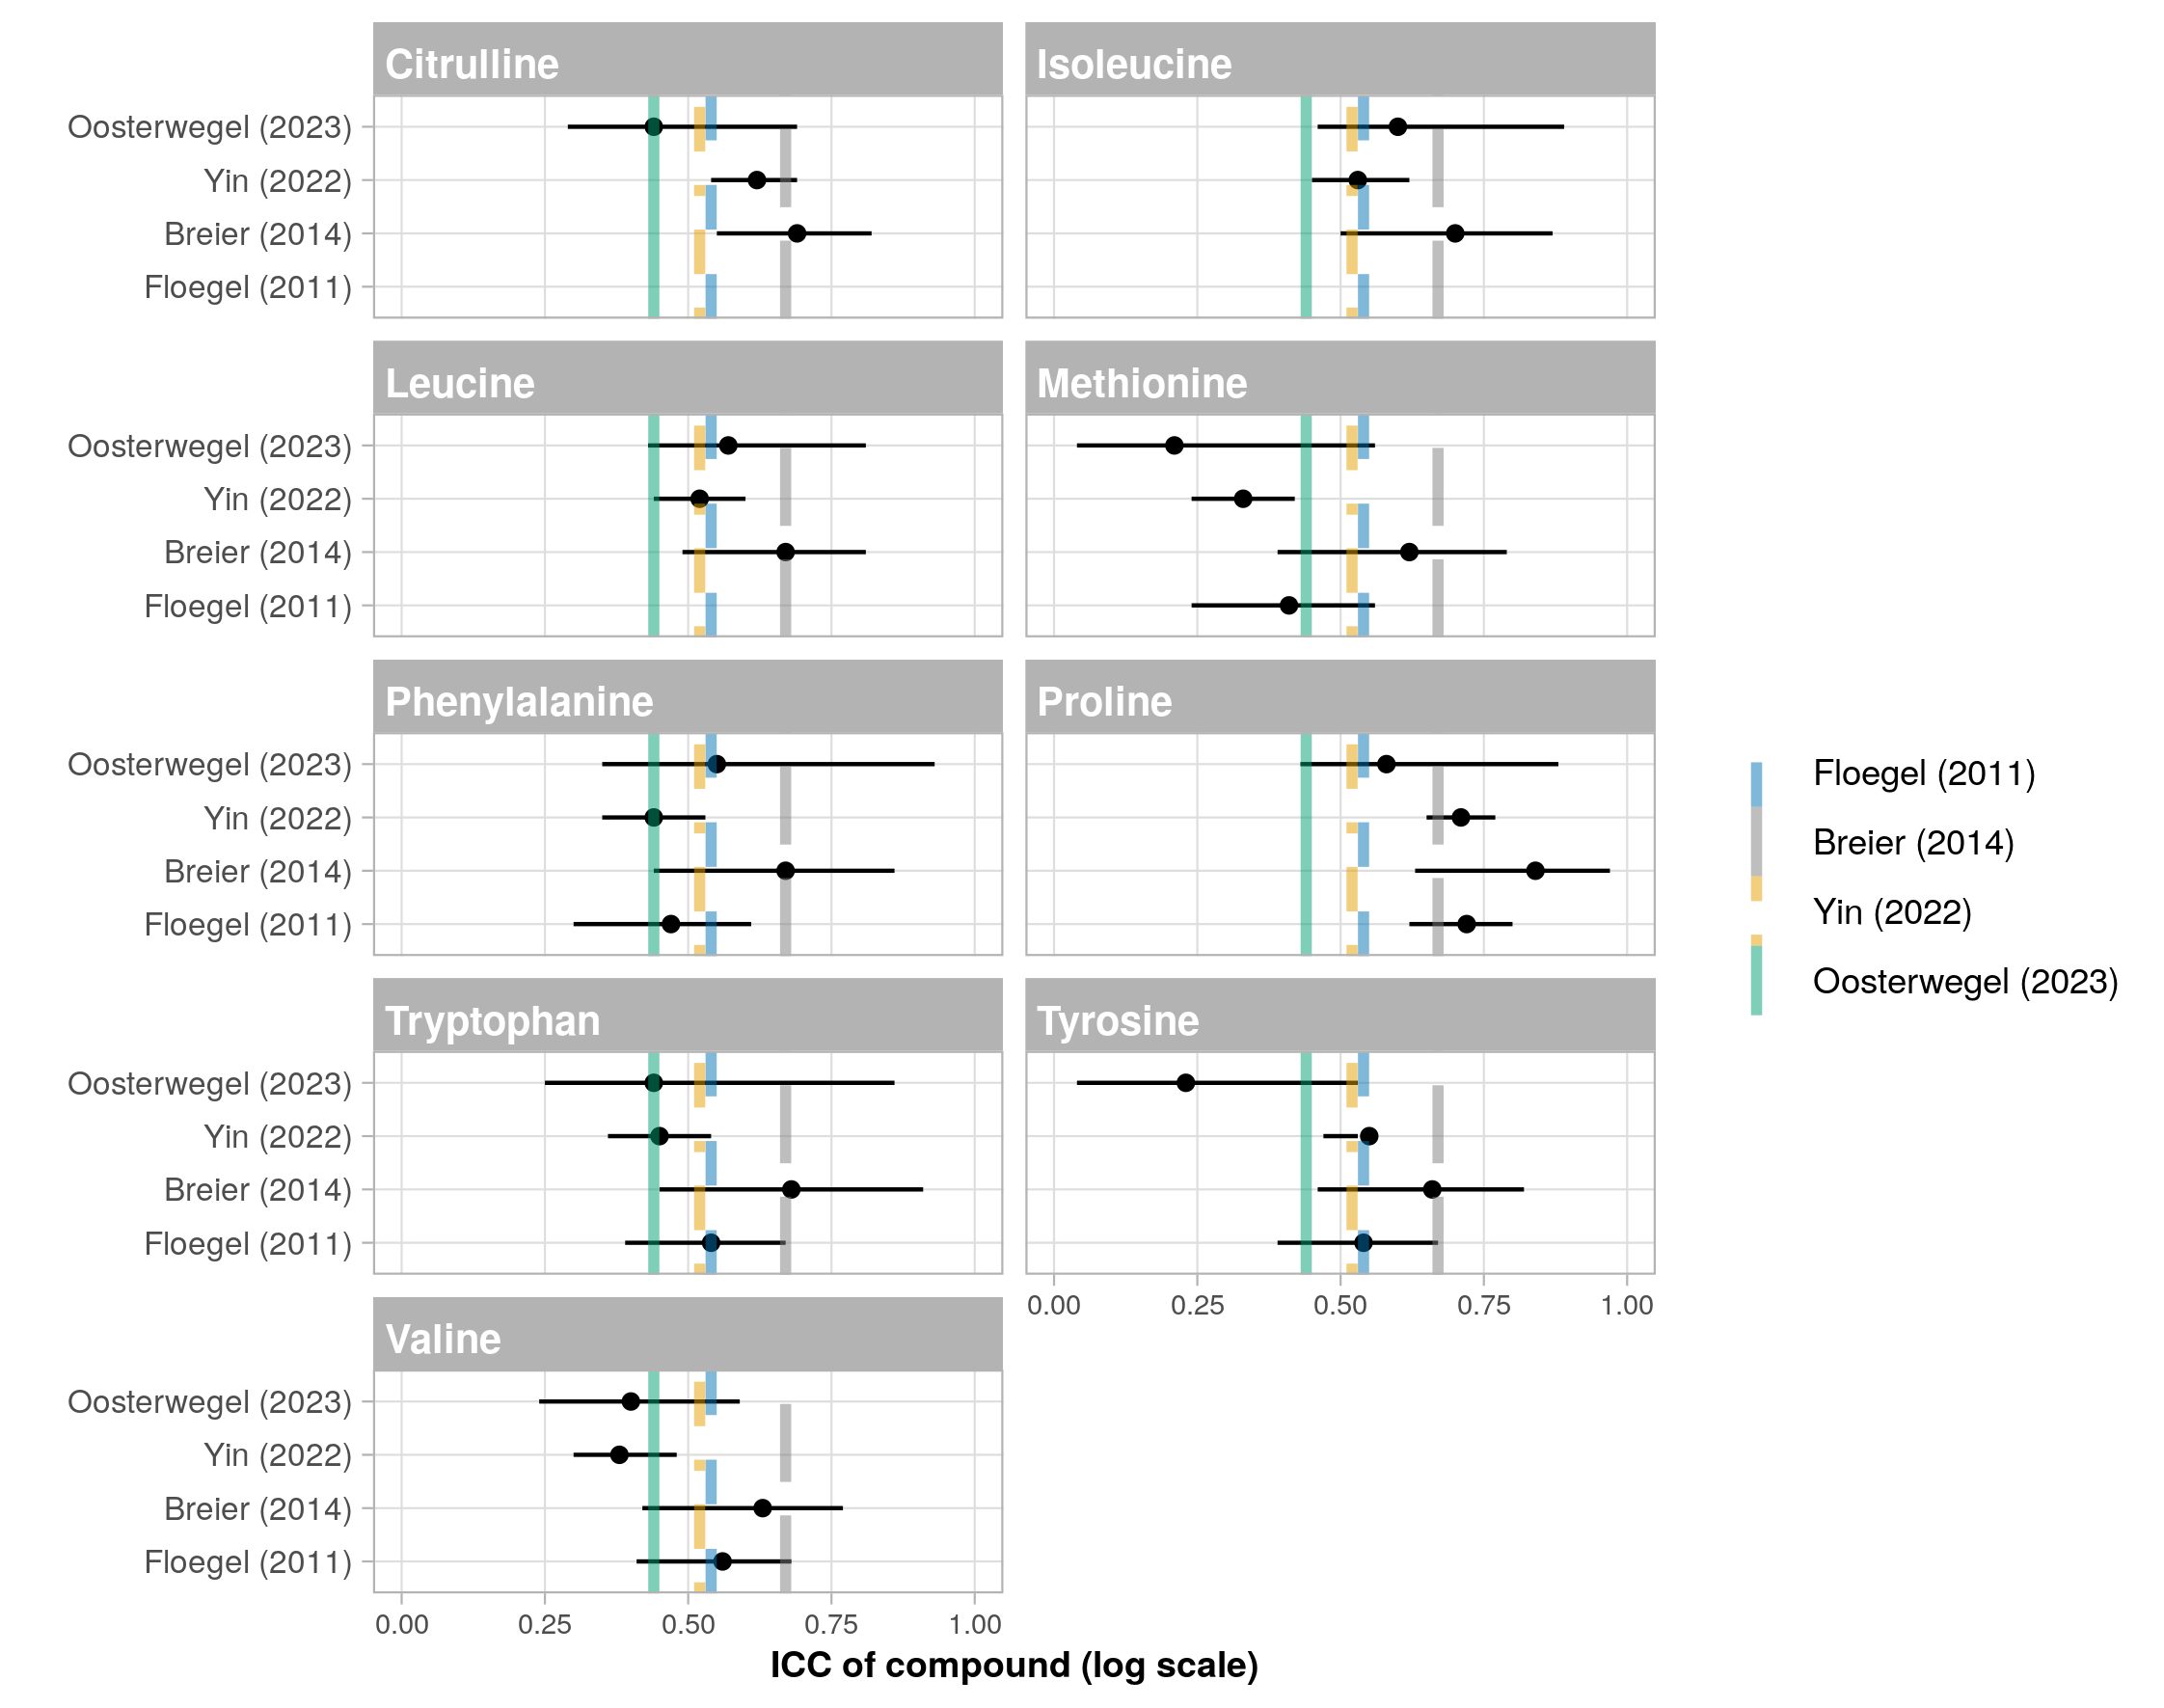 Citrulline
Isoleucine
Oosterwegel (2023)
Yin (2022)
Breier (2014)
Floegel (2011)
Leucine
Methionine
Oosterwegel (2023)
Yin (2022)
Breier (2014)
Floegel (2011)
Phenylalanine
Proline
Oosterwegel (2023)
Yin (2022)
Breier (2014)
Floegel (2011)
Tryptophan
Tyrosine
Oosterwegel (2023)
Yin (2022)
Breier (2014)
Floegel (2011)
0.00 0.25 0.50 0.75 1.00
Valine
Oosterwegel (2023)
Yin (2022)
Breier (2014)
Floegel (2011)
0.00 0.25 0.50 0.75 1.00
ICC of compound (log scale)
Floegel (2011)
Breier (2014)
Yin (2022)
Oosterwegel (2023)